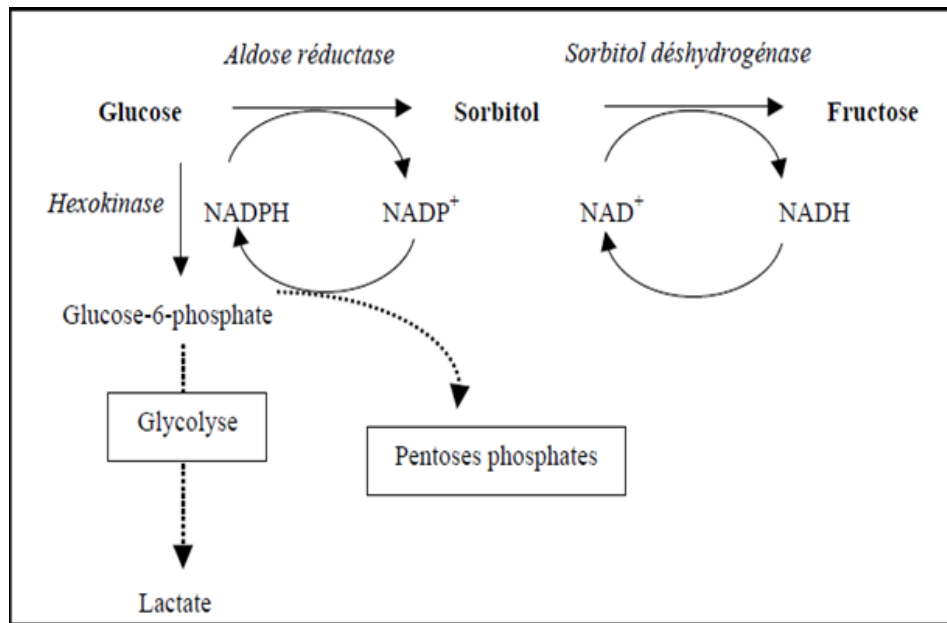 Aldose réductase
Sorbitol déshydrogénase
Glucose
Sorbitol
Fructose
Hexokinase
NADPH
NADP⁺
NAD⁺
NADH
Glucose-6-phosphate
Glycolyse
Pentoses phosphates
Lactate